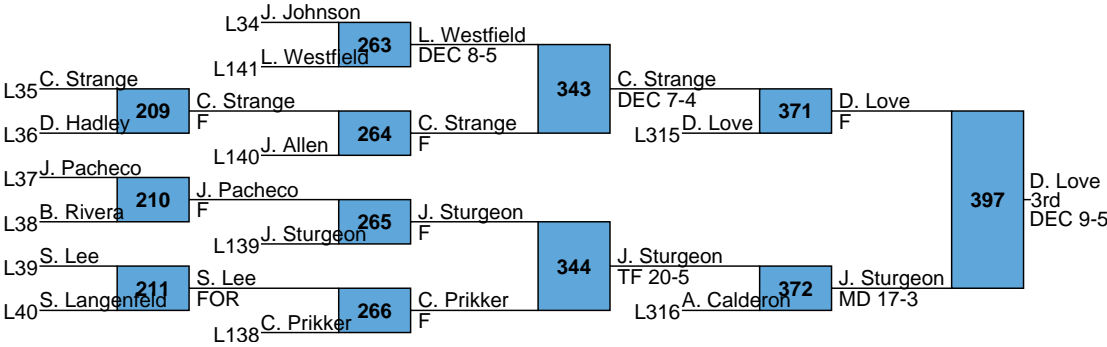 L34 J. Johnson
263
L141 L. Westfield
L. Westfield
DEC 8-5
343
L35 C. Strange
209
L36 D. Hadley
C. Strange
F
264
L140 J. Allen
C. Strange
F
C. Strange
DEC 7-4
371
L315 D. Love
D. Love
F
L37 J. Pacheco
210
L38 B. Rivera
J. Pacheco
F
265
L139 J. Sturgeon
J. Sturgeon
F
344
L39 S. Lee
211
L40 S. Langenfeld
S. Lee
FOR
266
L138 C. Prikker
C. Prikker
F
J. Sturgeon
TF 20-5
372
L316 A. Calderon
J. Sturgeon
MD 17-3
397
D. Love
3rd
DEC 9-5